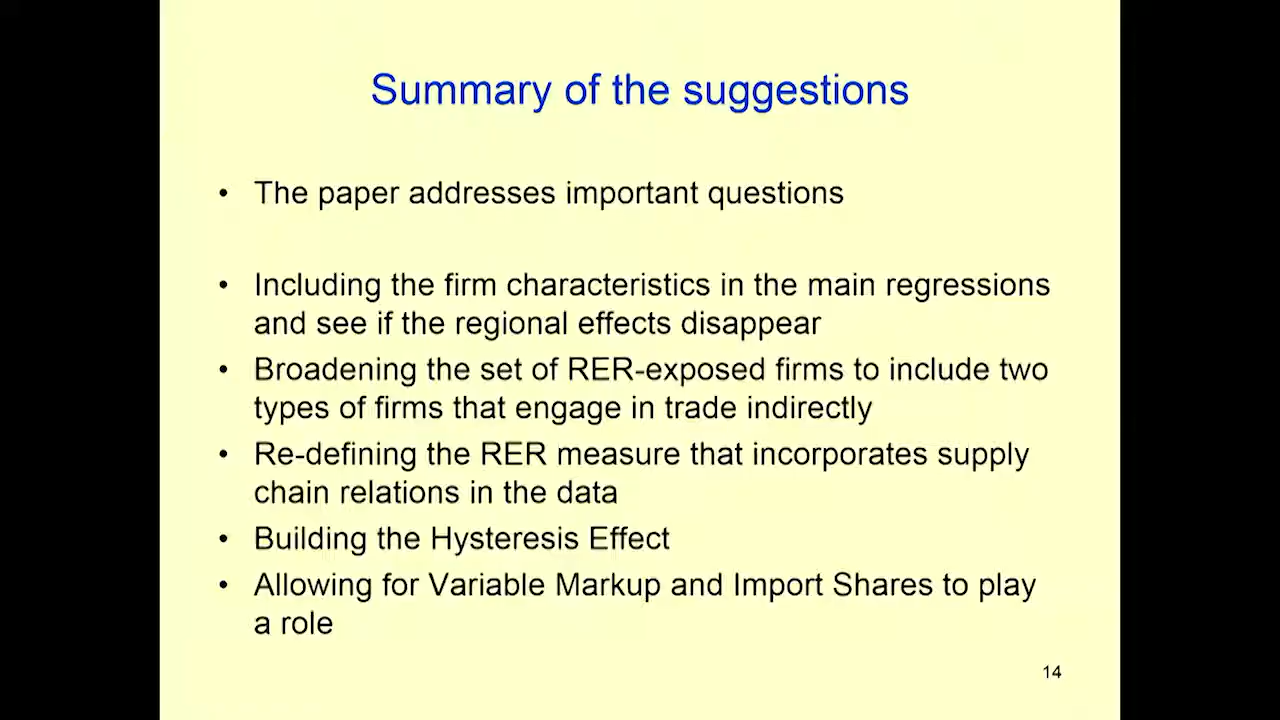 Summary of the suggestions
• The paper addresses important questions
• Including the firm characteristics in the main regressions
and see if the regional effects disappear
• Broadening the set of RER-exposed firms to include two
types of firms that engage in trade indirectly
• Re-defining the RER measure that incorporates supply
chain relations in the data
• Building the Hysteresis Effect
• Allowing for Variable Markup and Import Shares to play
a role
14